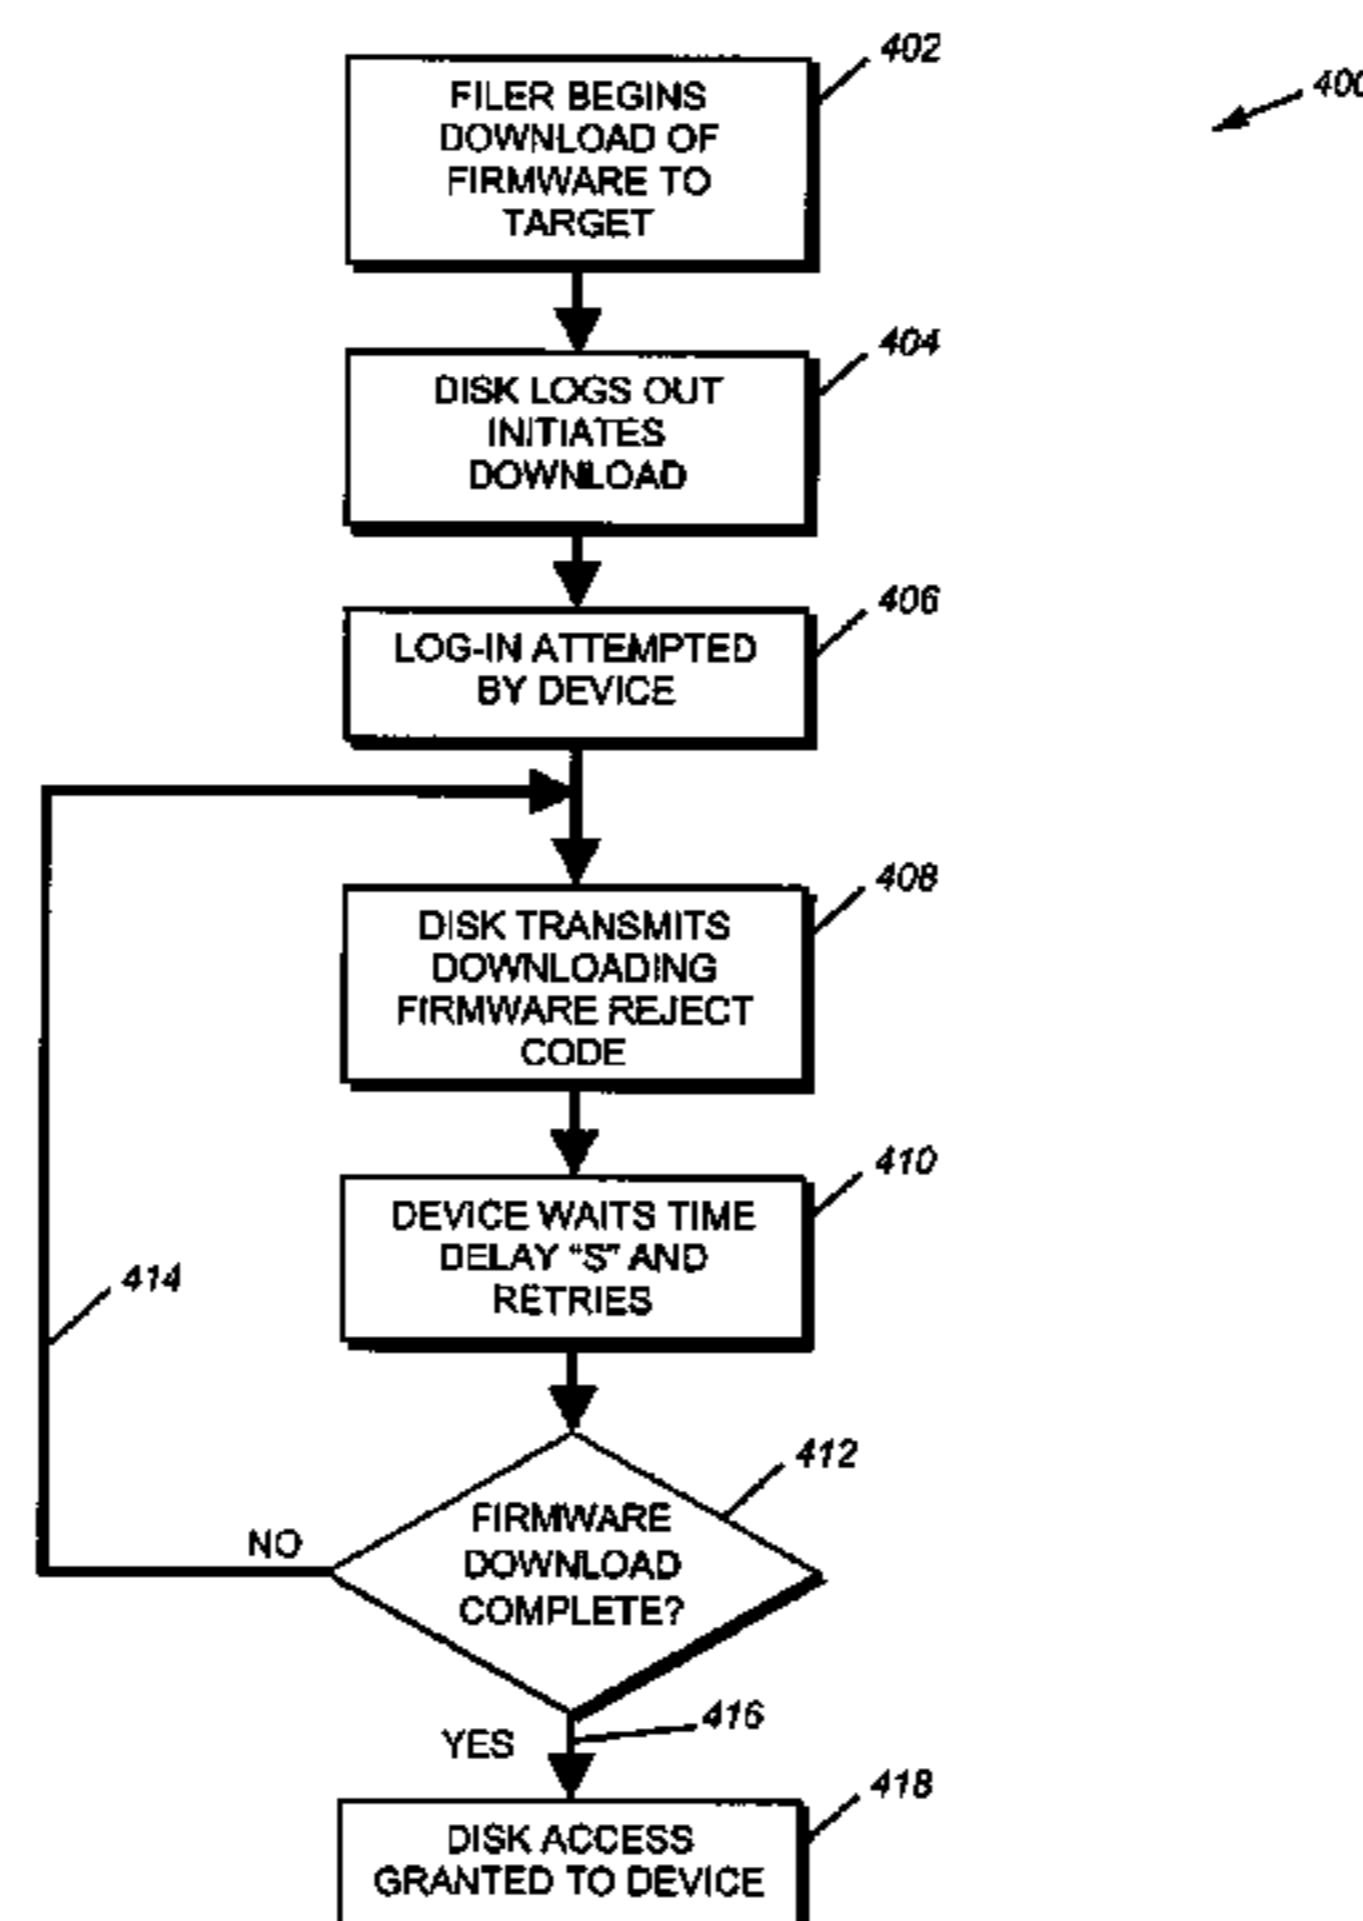 402
400
FILER BEGINS
DOWNLOAD OF
FIRMWARE TO
TARGET
404
DISK LOGS OUT
INITIATES
DOWNLOAD
406
LOG-IN ATTEMPTED
BY DEVICE
408
DISK TRANSMITS
DOWNLOADING
FIRMWARE REJECT
CODE
410
DEVICE WAITS TIME
DELAY "S" AND
RETRIES
414
412
FIRMWARE
DOWNLOAD
COMPLETE?
NO
416
YES
418
DISK ACCESS
GRANTED TO DEVICE